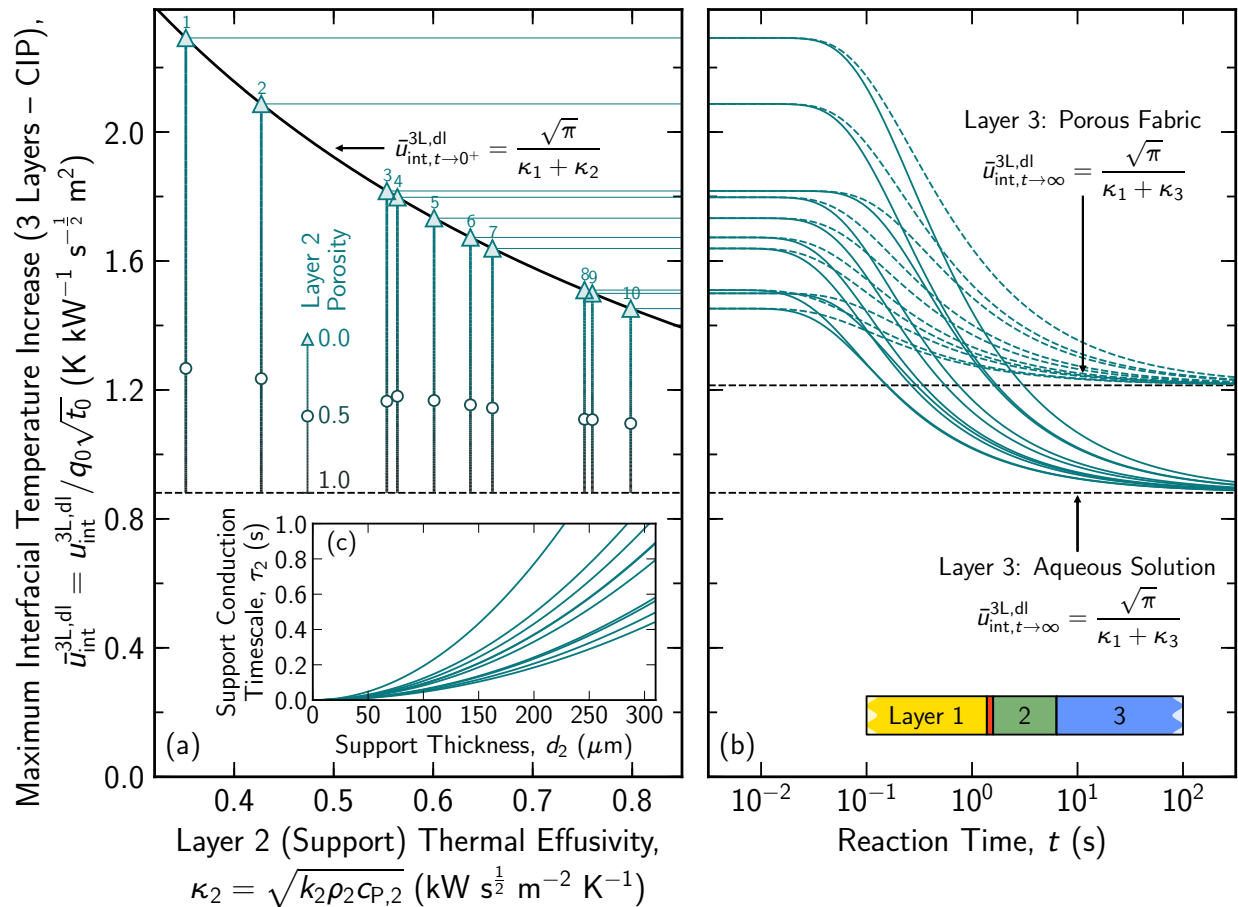 Maximum Interfacial Temperature Increase (3 Layers – CIP),
ū_int^{3L,dl} = u_int^{3L,dl}/q₀√t₀ (K kW⁻¹ s^{-1/2} m²)
2.0
1.6
1.2
0.8
0.4
0.0
1
2
3
4
5
6
7
8
9
10
ū_{int,t→0⁺}^{3L,dl} = √π / (κ₁ + κ₂)
Layer 2
Porosity
0.0
0.5
1.0
(c)
Support Conduction
Timescale, τ₂ (s)
1.0
0.8
0.6
0.4
0.2
0.0
0
50
100
150
200
250
300
Support Thickness, d₂ (μm)
(a)
0.4
0.5
0.6
0.7
0.8
Layer 2 (Support) Thermal Effusivity,
κ₂ = √(k₂ρ₂c_{P,2}) (kW s^{1/2} m⁻² K⁻¹)
Layer 3: Porous Fabric
ū_{int,t→∞}^{3L,dl} = √π / (κ₁ + κ₃)
Layer 3: Aqueous Solution
ū_{int,t→∞}^{3L,dl} = √π / (κ₁ + κ₃)
Layer 1
2
3
(b)
10⁻²
10⁻¹
10⁰
10¹
10²
Reaction Time, t (s)